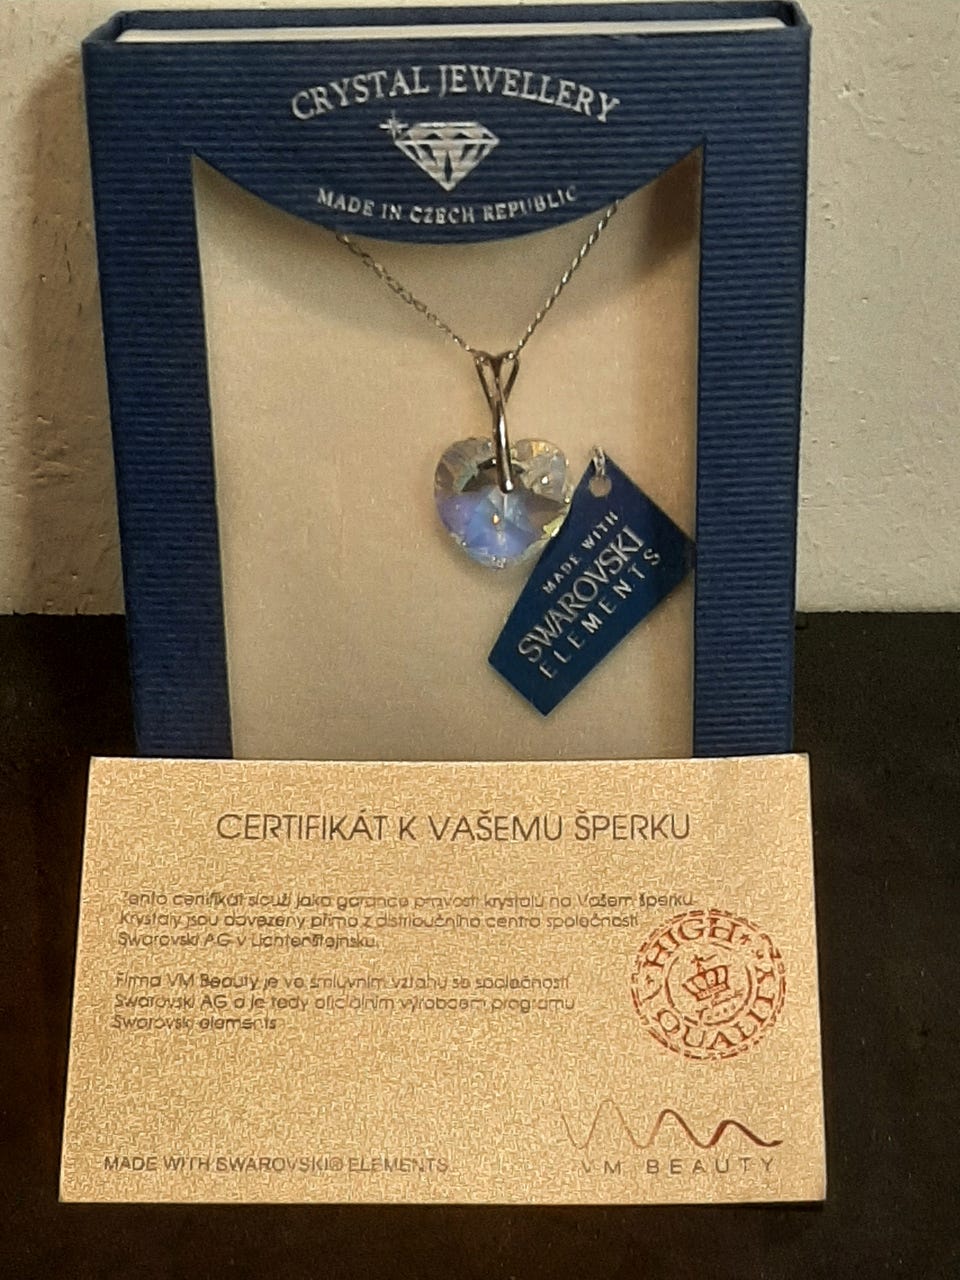 CRYSTAL JEWELLERY
MADE IN CZECH REPUBLIC
MADE WITH
SWAROVSKI
ELEMENTS
CERTIFIKÁT K VAŠEMU ŠPERKU
Tento certifikát slouží jako garance pravosti krystalu na Vašem šperku.
Krystaly jsou dovezeny přímo z distribučního centra společnosti
Swarovski AG v Lichtenštejnsku.
Firma VM Beauty je ve smluvním vztahu se společností
Swarovski AG a je tedy oficiálním výrobcem programu
Swarovski elements
HIGH QUALITY
MADE WITH SWAROVSKI® ELEMENTS
VM BEAUTY